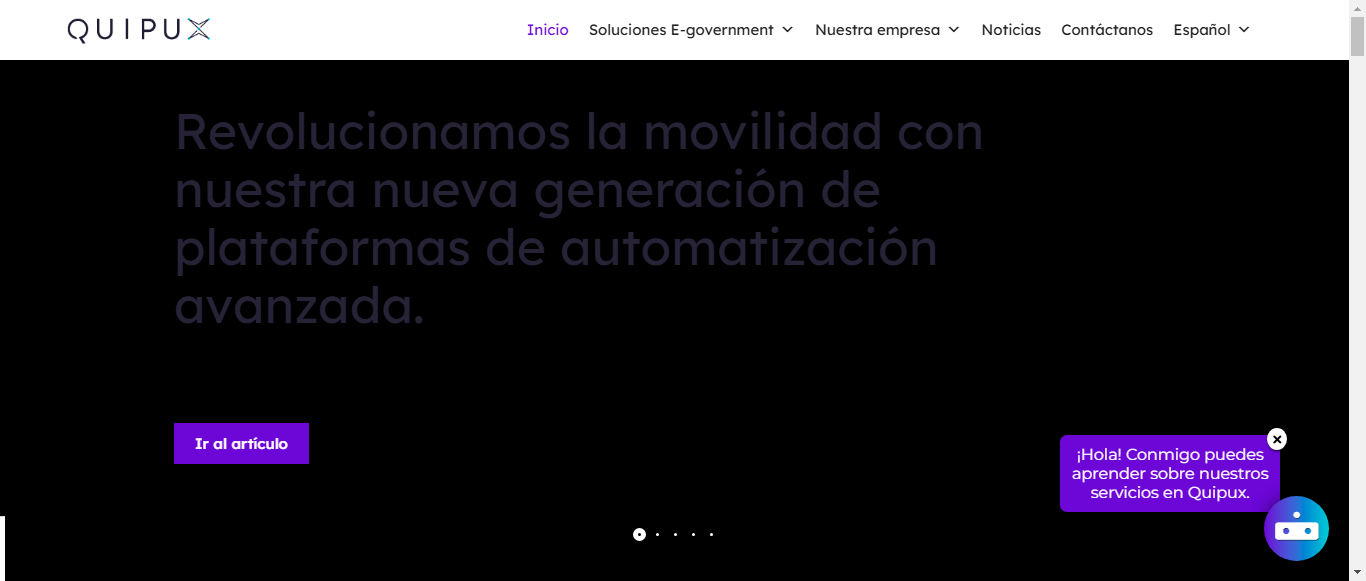 QUIPUX
Inicio
Soluciones E-government
Nuestra empresa
Noticias
Contáctanos
Español
Revolucionamos la movilidad con
nuestra nueva generación de
plataformas de automatización
avanzada.
Ir al artículo
¡Hola! Conmigo puedes
aprender sobre nuestros
servicios en Quipux.